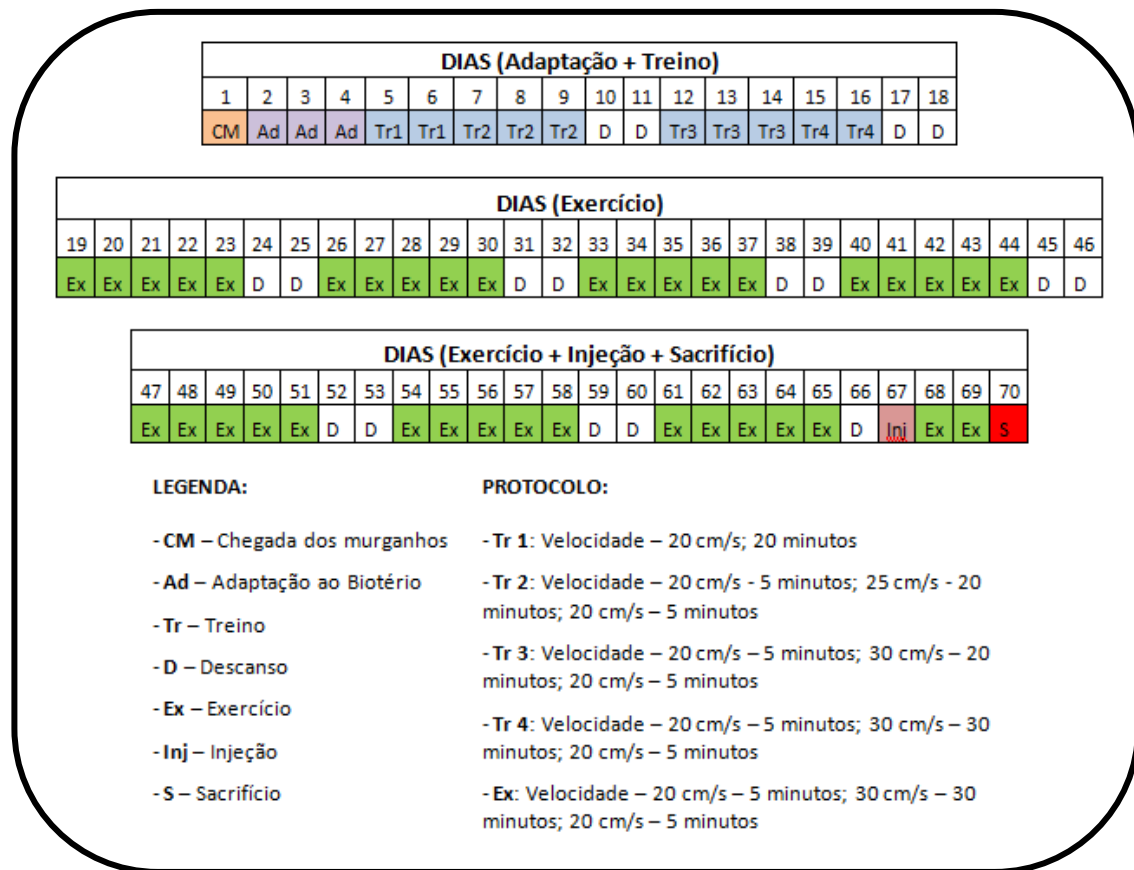 DIAS (Adaptação + Treino)
1 2 3 4 5 6 7 8 9 10 11 12 13 14 15 16 17 18
CM Ad Ad Ad Tr1 Tr1 Tr2 Tr2 Tr2 D D Tr3 Tr3 Tr3 Tr4 Tr4 D D
DIAS (Exercício)
19 20 21 22 23 24 25 26 27 28 29 30 31 32 33 34 35 36 37 38 39 40 41 42 43 44 45 46
Ex Ex Ex Ex Ex D D Ex Ex Ex Ex Ex D D Ex Ex Ex Ex Ex D D Ex Ex Ex Ex Ex D D
DIAS (Exercício + Injeção + Sacrifício)
47 48 49 50 51 52 53 54 55 56 57 58 59 60 61 62 63 64 65 66 67 68 69 70
Ex Ex Ex Ex Ex D D Ex Ex Ex Ex Ex D D Ex Ex Ex Ex Ex D Inj Ex Ex S
LEGENDA:
- CM – Chegada dos murganhos
- Ad – Adaptação ao Biotério
- Tr – Treino
- D – Descanso
- Ex – Exercício
- Inj – Injeção
- S – Sacrifício
PROTOCOLO:
- Tr 1: Velocidade – 20 cm/s; 20 minutos
- Tr 2: Velocidade – 20 cm/s - 5 minutos; 25 cm/s - 20
minutos; 20 cm/s – 5 minutos
- Tr 3: Velocidade – 20 cm/s – 5 minutos; 30 cm/s – 20
minutos; 20 cm/s – 5 minutos
- Tr 4: Velocidade – 20 cm/s – 5 minutos; 30 cm/s – 30
minutos; 20 cm/s – 5 minutos
- Ex: Velocidade – 20 cm/s – 5 minutos; 30 cm/s – 30
minutos; 20 cm/s – 5 minutos